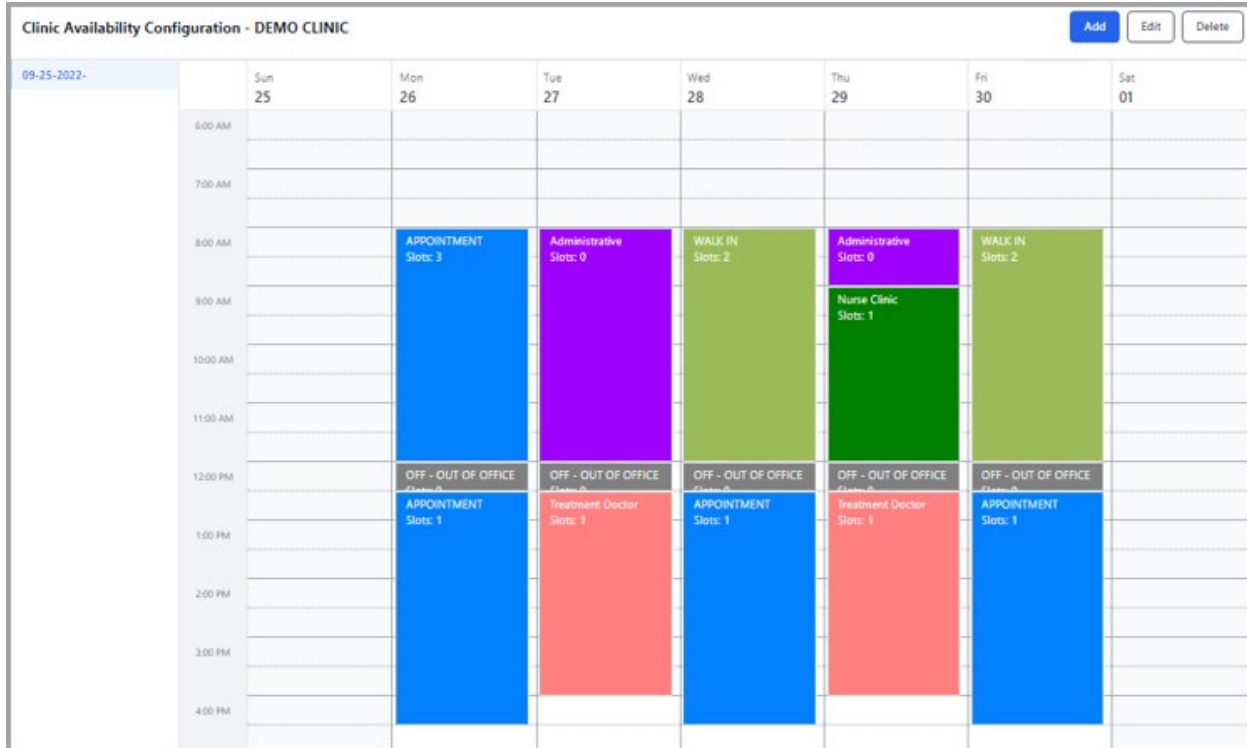 Clinic Availability Configuration - DEMO CLINIC
Add
Edit
Delete
09-25-2022-
Sun
25
Mon
26
Tue
27
Wed
28
Thu
29
Fri
30
Sat
01
6:00 AM
7:00 AM
8:00 AM
9:00 AM
10:00 AM
11:00 AM
12:00 PM
1:00 PM
2:00 PM
3:00 PM
4:00 PM
APPOINTMENT
Slots: 3
OFF - OUT OF OFFICE
APPOINTMENT
Slots: 1
Administrative
Slots: 0
OFF - OUT OF OFFICE
Treatment Doctor
Slots: 1
WALK IN
Slots: 2
OFF - OUT OF OFFICE
APPOINTMENT
Slots: 1
Administrative
Slots: 0
Nurse Clinic
Slots: 1
OFF - OUT OF OFFICE
Treatment Doctor
Slots: 1
WALK IN
Slots: 2
OFF - OUT OF OFFICE
APPOINTMENT
Slots: 1